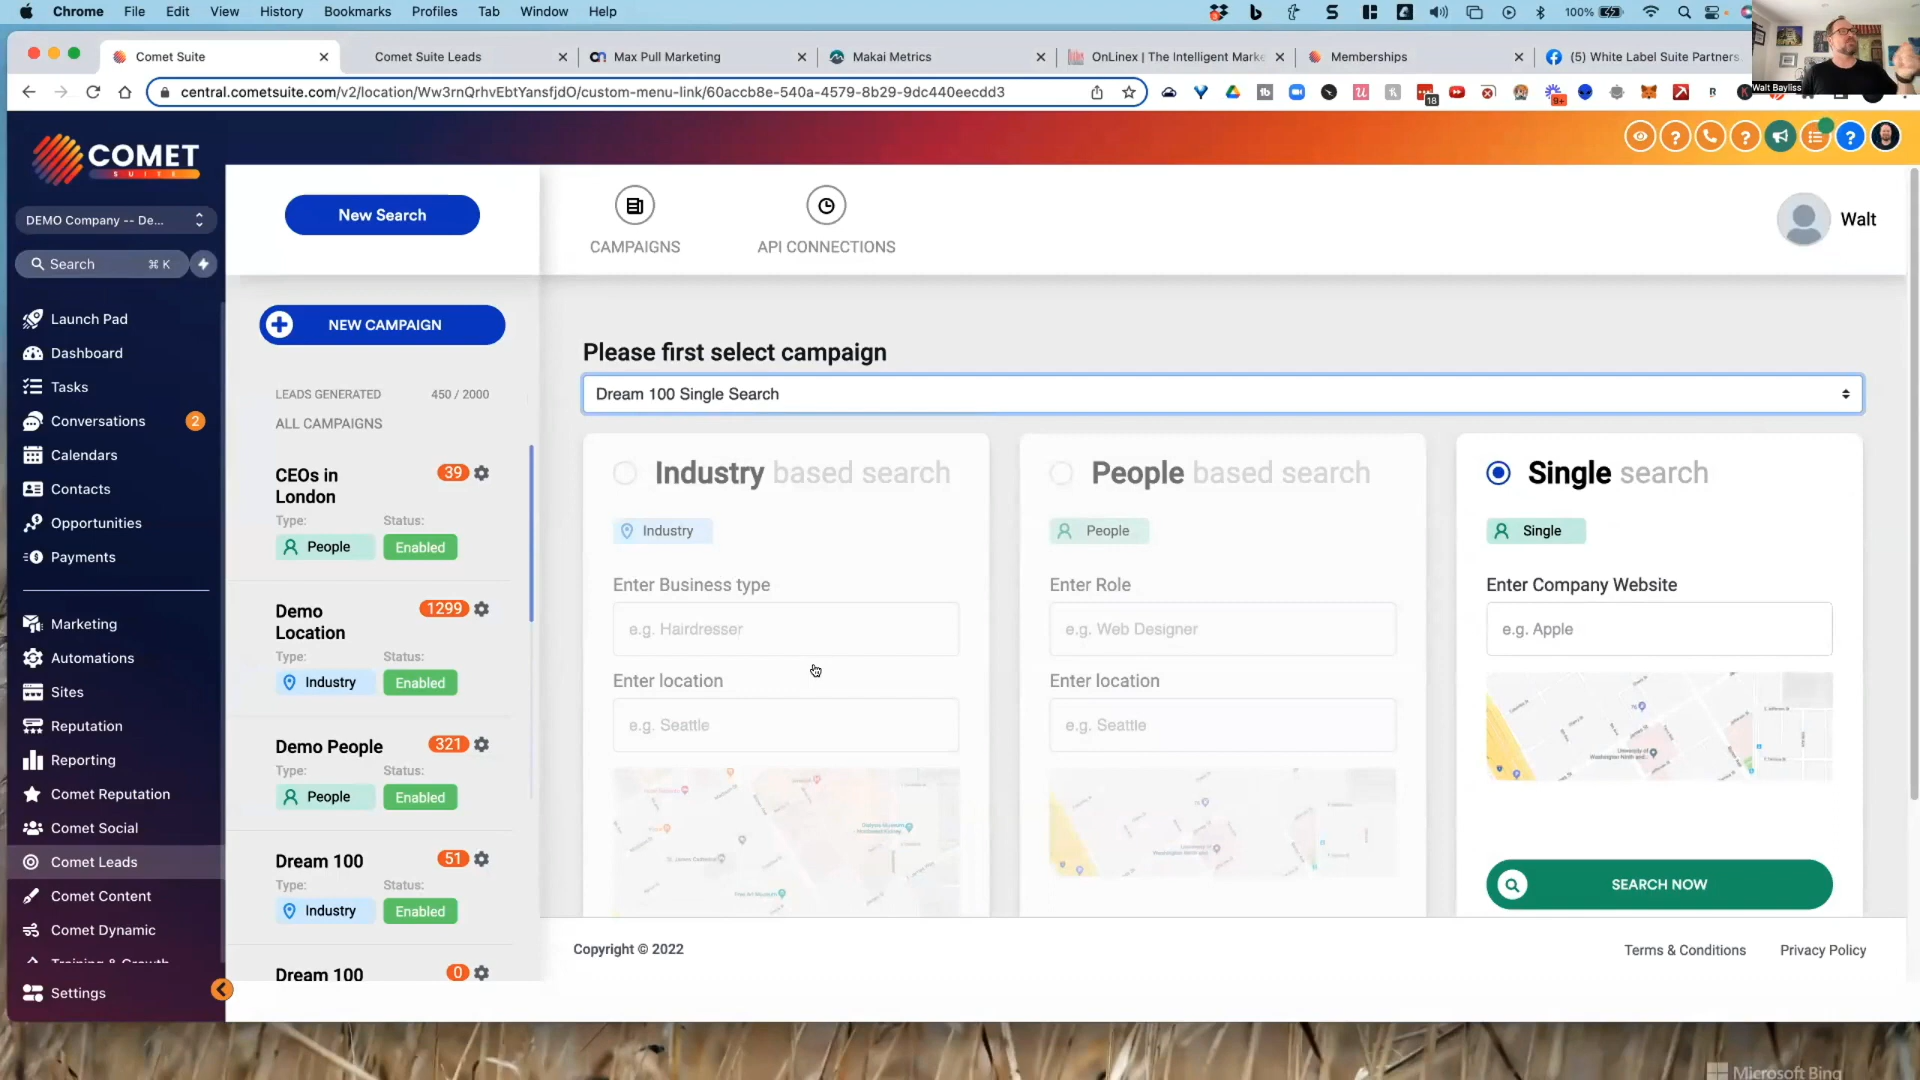 Chrome File Edit View History Bookmarks Profiles Tab Window Help
100%
Comet Suite
Comet Suite Leads
Max Pull Marketing
Makai Metrics
OnLinex | The Intelligent Marke
Memberships
(5) White Label Suite Partners
Walt Bayliss
central.cometsuite.com/v2/location/Ww3rnQrhvEbtYansfjdO/custom-menu-link/60accb8e-540a-4579-8b29-9dc440eecdd3
18
9+
COMET
SUITE
DEMO Company -- De...
Search ⌘ K
Launch Pad
Dashboard
Tasks
Conversations 2
Calendars
Contacts
Opportunities
Payments
Marketing
Automations
Sites
Reputation
Reporting
Comet Reputation
Comet Social
Comet Leads
Comet Content
Comet Dynamic
Training & Growth
Settings
New Search
NEW CAMPAIGN
LEADS GENERATED 450 / 2000
ALL CAMPAIGNS
CEOs in London 39
Type: Status:
People Enabled
Demo Location 1299
Type: Status:
Industry Enabled
Demo People 321
Type: Status:
People Enabled
Dream 100 51
Type: Status:
Industry Enabled
Dream 100 0
CAMPAIGNS
API CONNECTIONS
Walt
Please first select campaign
Dream 100 Single Search
Industry based search
Industry
Enter Business type
e.g. Hairdresser
Enter location
e.g. Seattle
People based search
People
Enter Role
e.g. Web Designer
Enter location
e.g. Seattle
Single search
Single
Enter Company Website
e.g. Apple
SEARCH NOW
Copyright © 2022
Terms & Conditions
Privacy Policy
Microsoft Bing